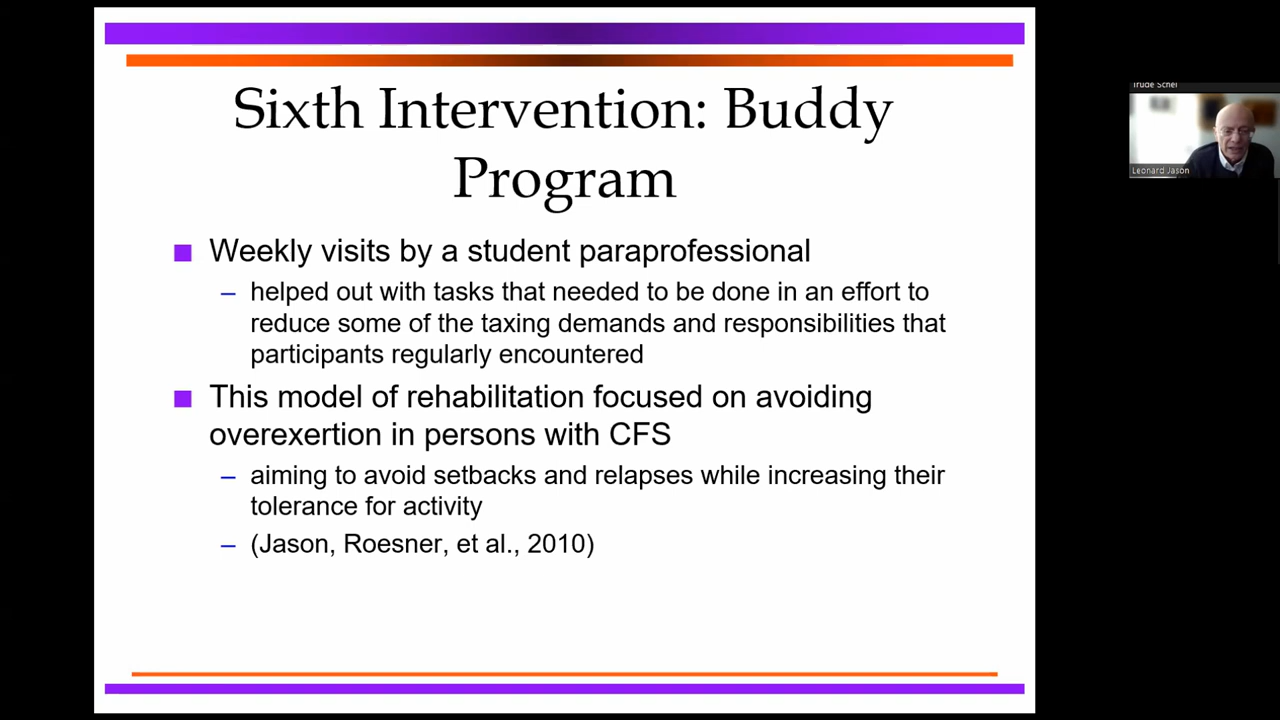 Sixth Intervention: Buddy
Program
Weekly visits by a student paraprofessional
– helped out with tasks that needed to be done in an effort to
reduce some of the taxing demands and responsibilities that
participants regularly encountered
This model of rehabilitation focused on avoiding
overexertion in persons with CFS
– aiming to avoid setbacks and relapses while increasing their
tolerance for activity
– (Jason, Roesner, et al., 2010)
Trude Schei
Leonard Jason